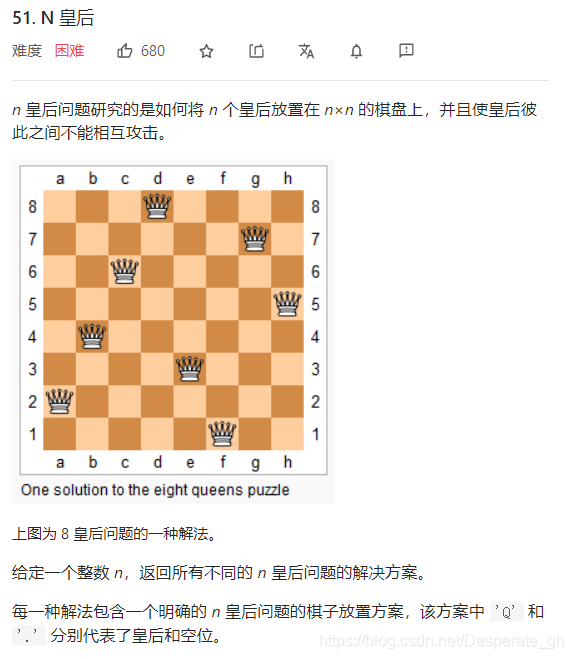 51. N 皇后
难度 困难 680
n 皇后问题研究的是如何将 n 个皇后放置在 n×n 的棋盘上，并且使皇后彼
此之间不能相互攻击。
a b c d e f g h
8 8
7 7
6 6
5 5
4 4
3 3
2 2
1 1
a b c d e f g h
One solution to the eight queens puzzle
上图为 8 皇后问题的一种解法。
给定一个整数 n，返回所有不同的 n 皇后问题的解决方案。
每一种解法包含一个明确的 n 皇后问题的棋子放置方案，该方案中 'Q' 和
'.' 分别代表了皇后和空位。
https://blog.csdn.net/Desperate_gh